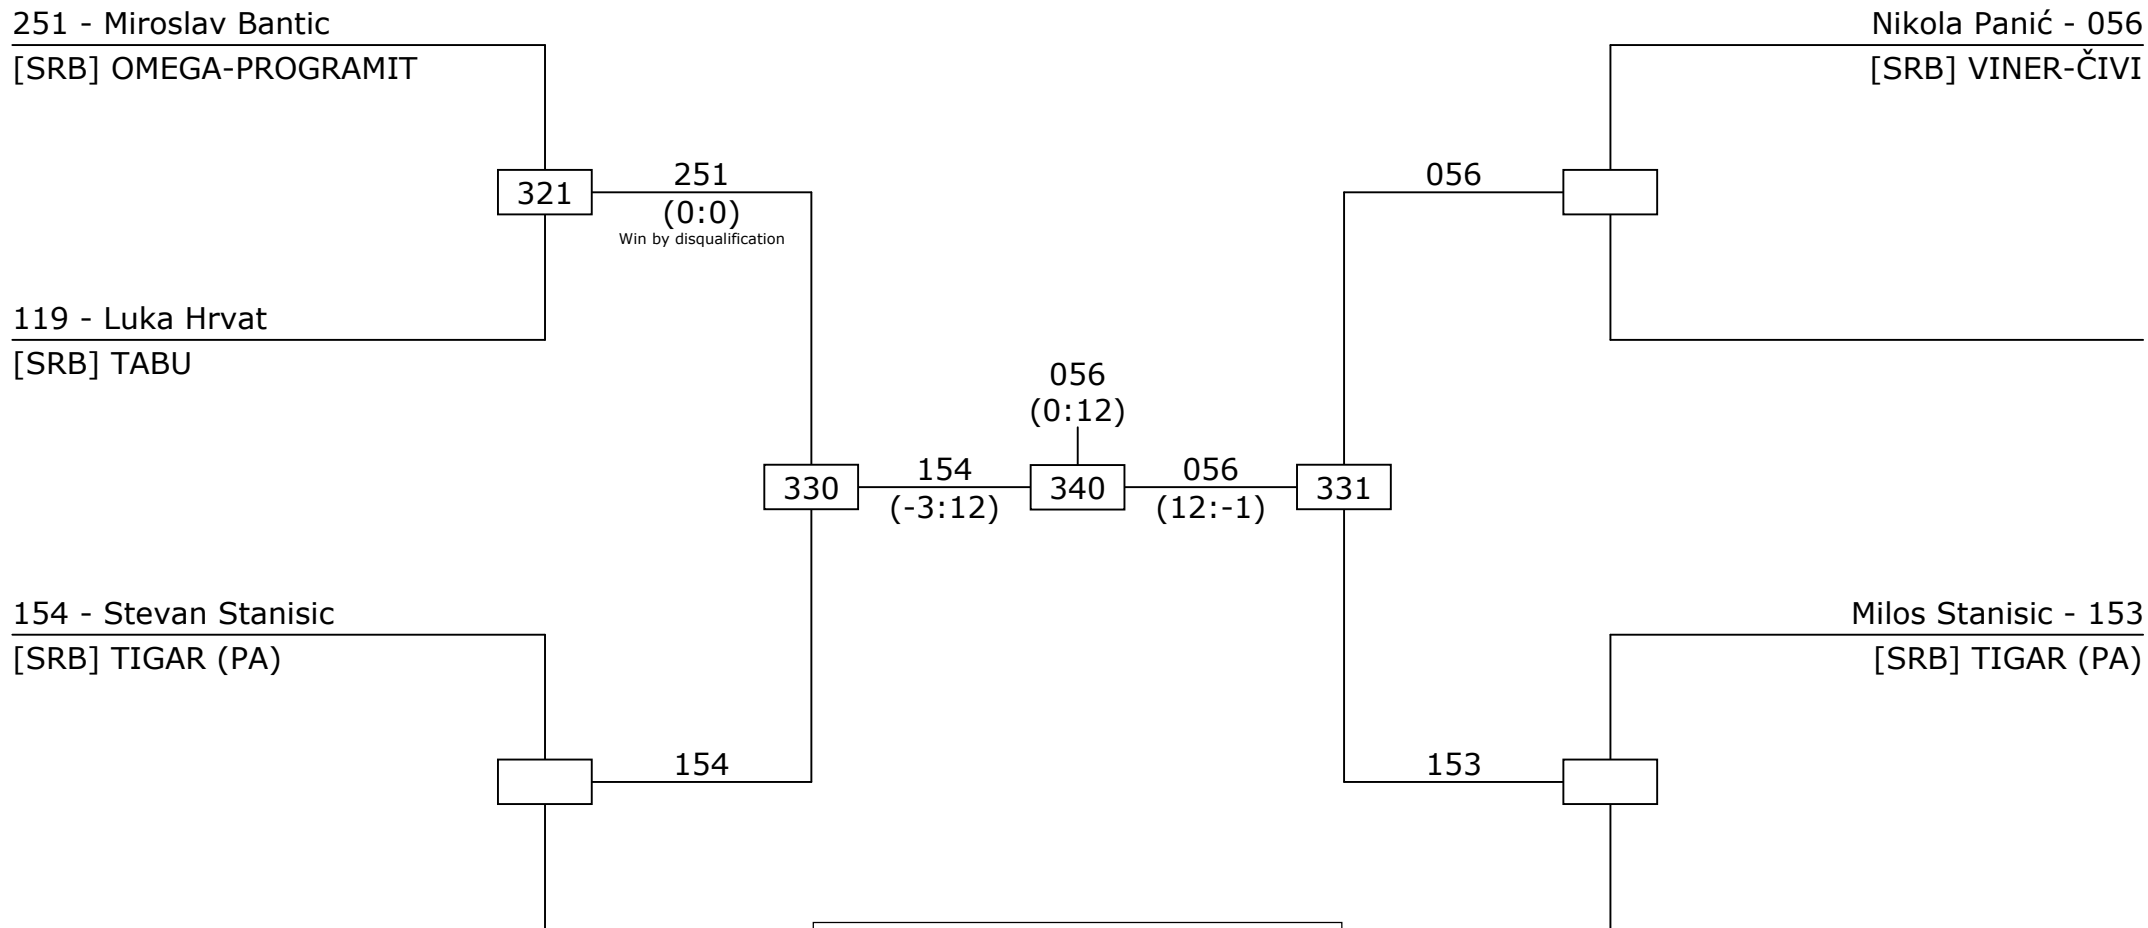 251 - Miroslav Bantic
[SRB] OMEGA-PROGRAMIT
Nikola Panić - 056
[SRB] VINER-ČIVI
321
251
(0:0)
Win by disqualification
056
119 - Luka Hrvat
[SRB] TABU
056
(0:12)
330
154
(-3:12)
340
056
(12:-1)
331
154 - Stevan Stanisic
[SRB] TIGAR (PA)
Milos Stanisic - 153
[SRB] TIGAR (PA)
154
153